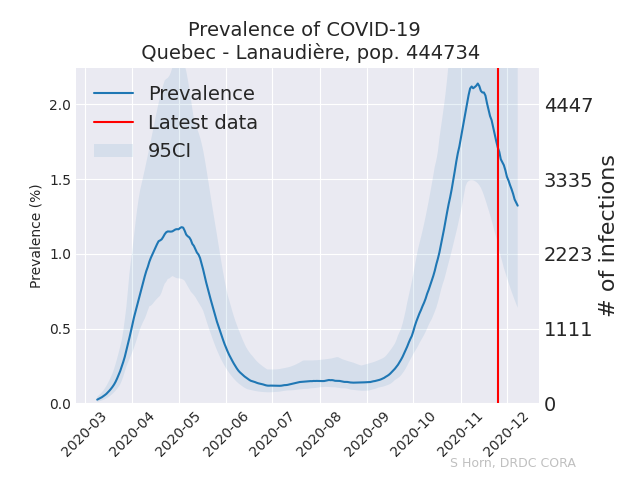 Prevalence of COVID-19
Quebec - Lanaudière, pop. 444734
Prevalence
Latest data
95CI
Prevalence (%)
2.0
1.5
1.0
0.5
0.0
4447
3335
2223
1111
0
# of infections
2020-03
2020-04
2020-05
2020-06
2020-07
2020-08
2020-09
2020-10
2020-11
2020-12
S Horn, DRDC CORA